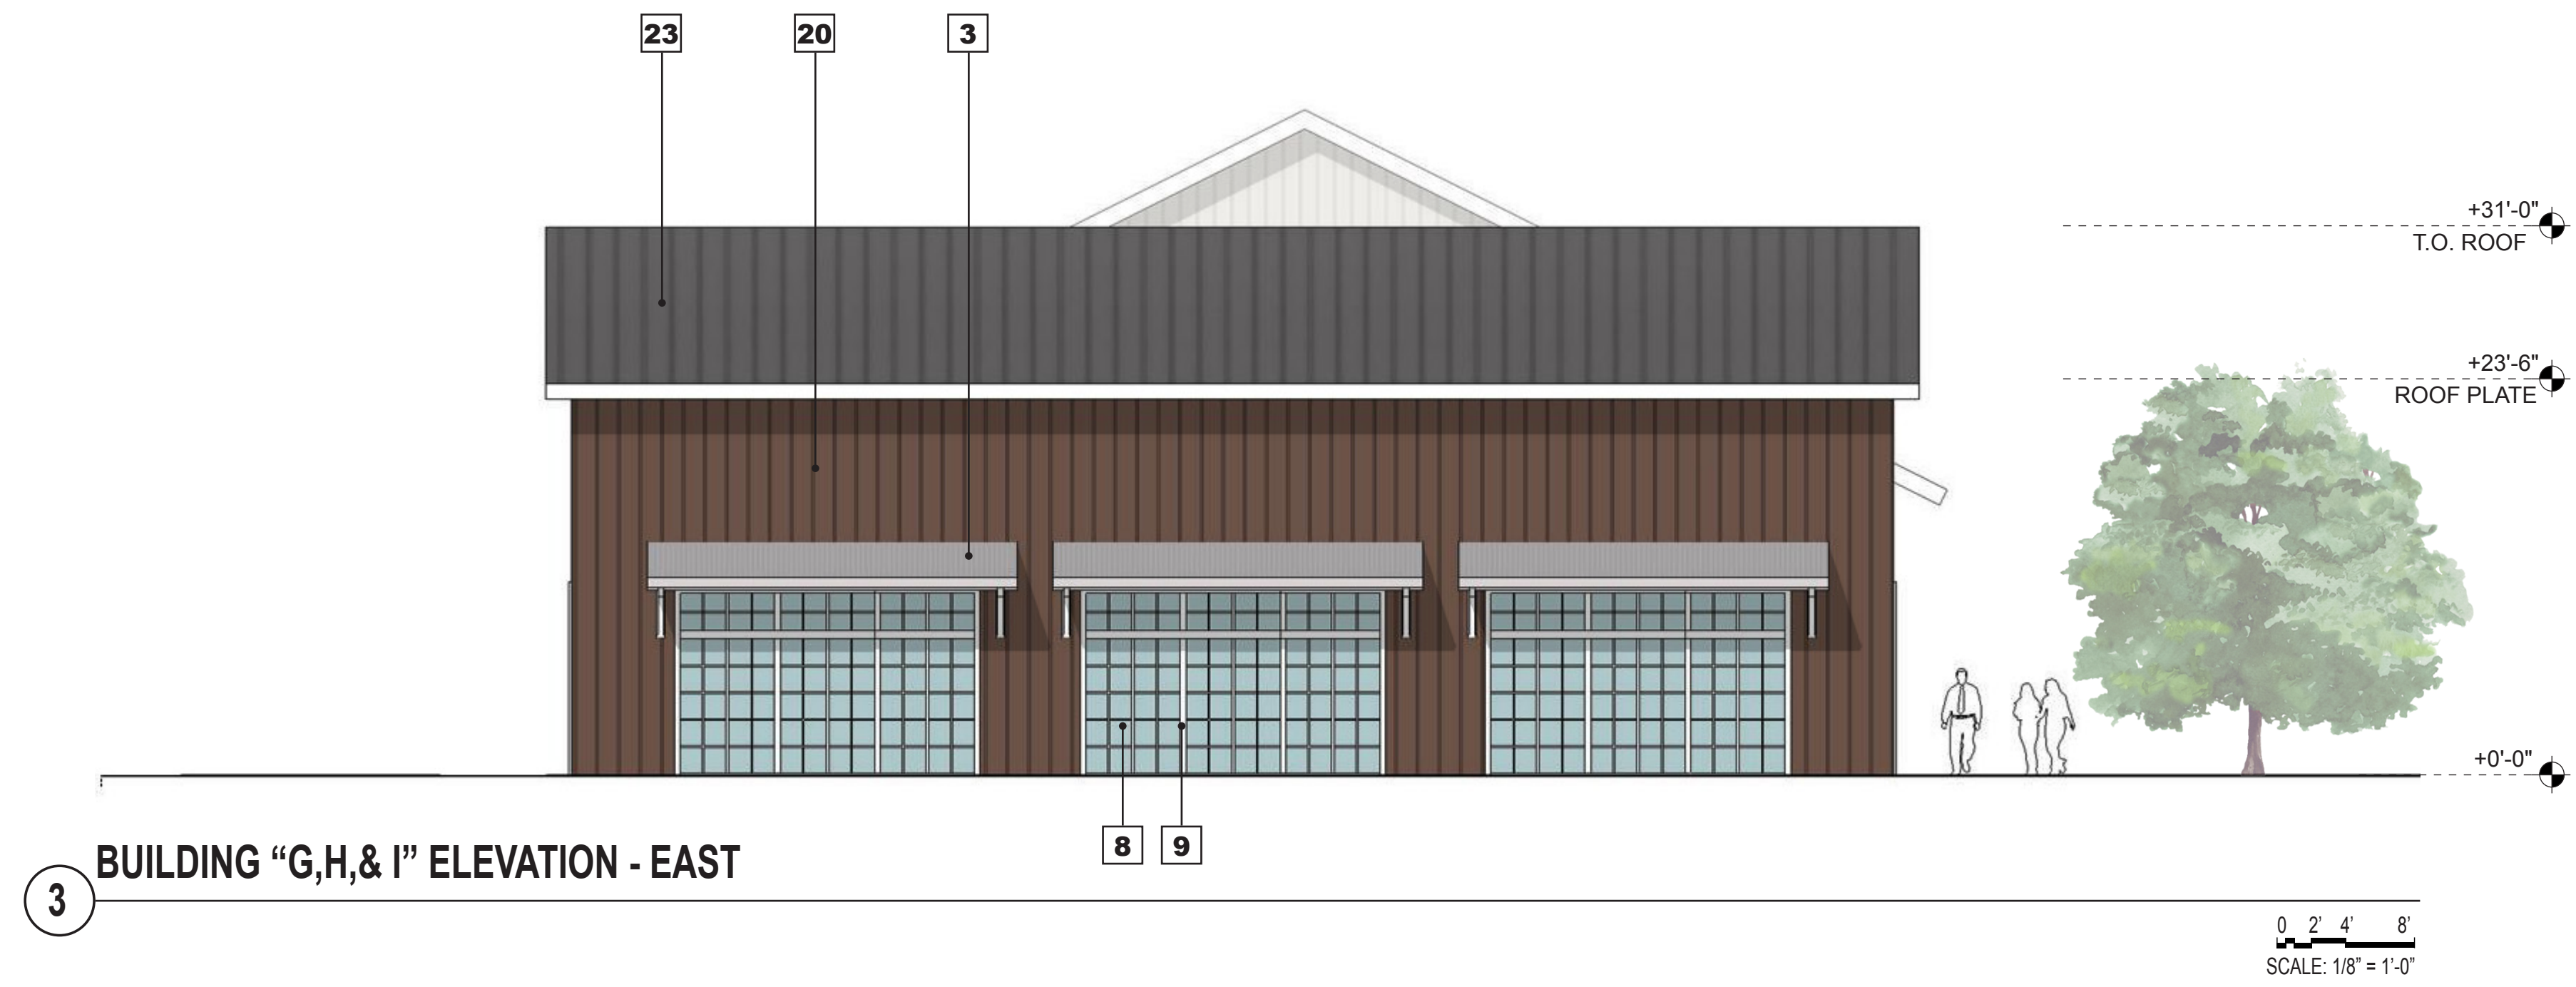 23 20 3
+31'-0"
T.O. ROOF
+23'-6"
ROOF PLATE
+0'-0"
8 9
BUILDING “G,H,& I” ELEVATION - EAST
3
0 2’ 4’ 8’
SCALE: 1/8” = 1’-0”